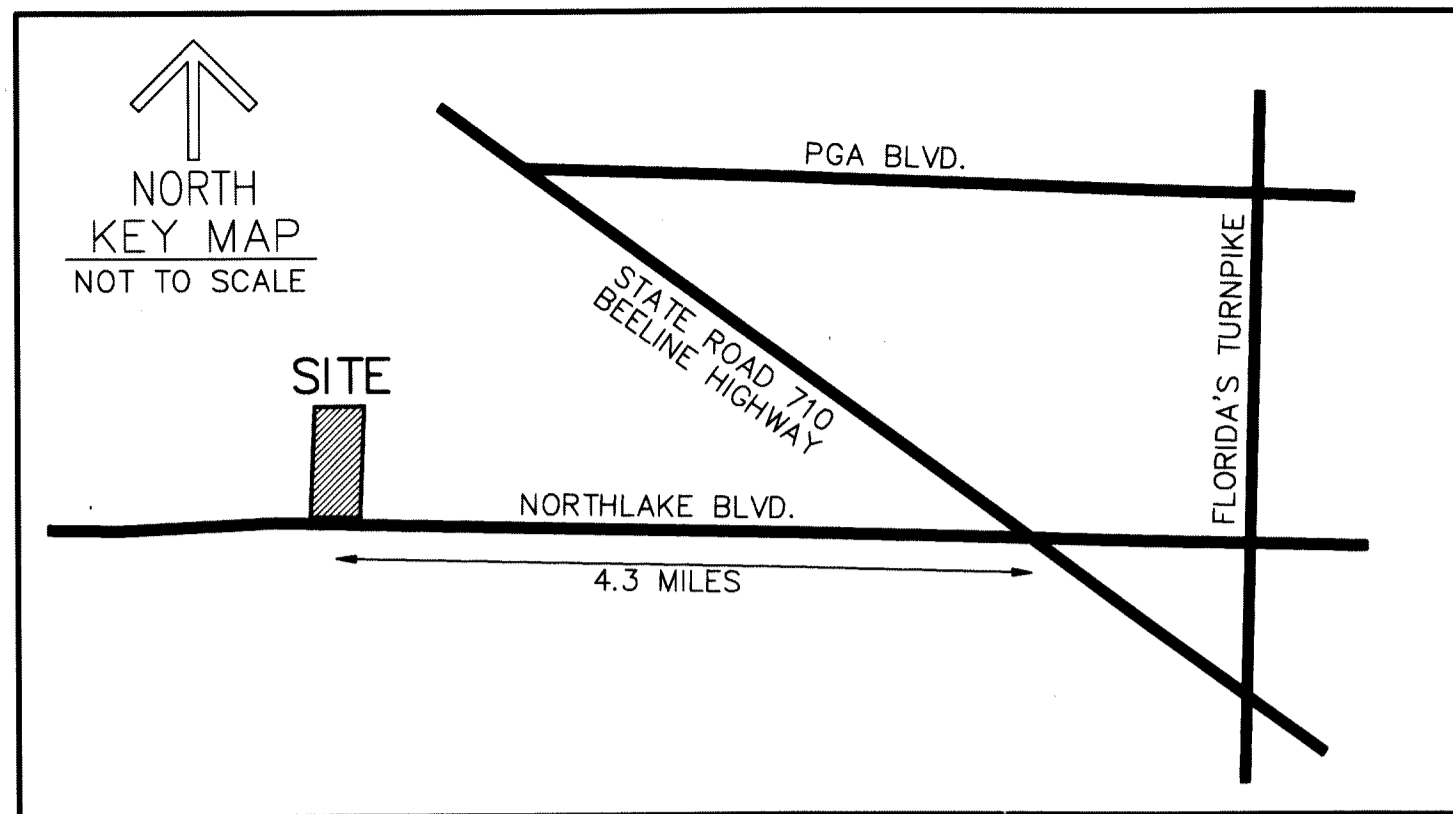 NORTH
KEY MAP
NOT TO SCALE
PGA BLVD.
STATE ROAD 710
BEELINE HIGHWAY
FLORIDA'S TURNPIKE
SITE
NORTHLAKE BLVD.
4.3 MILES